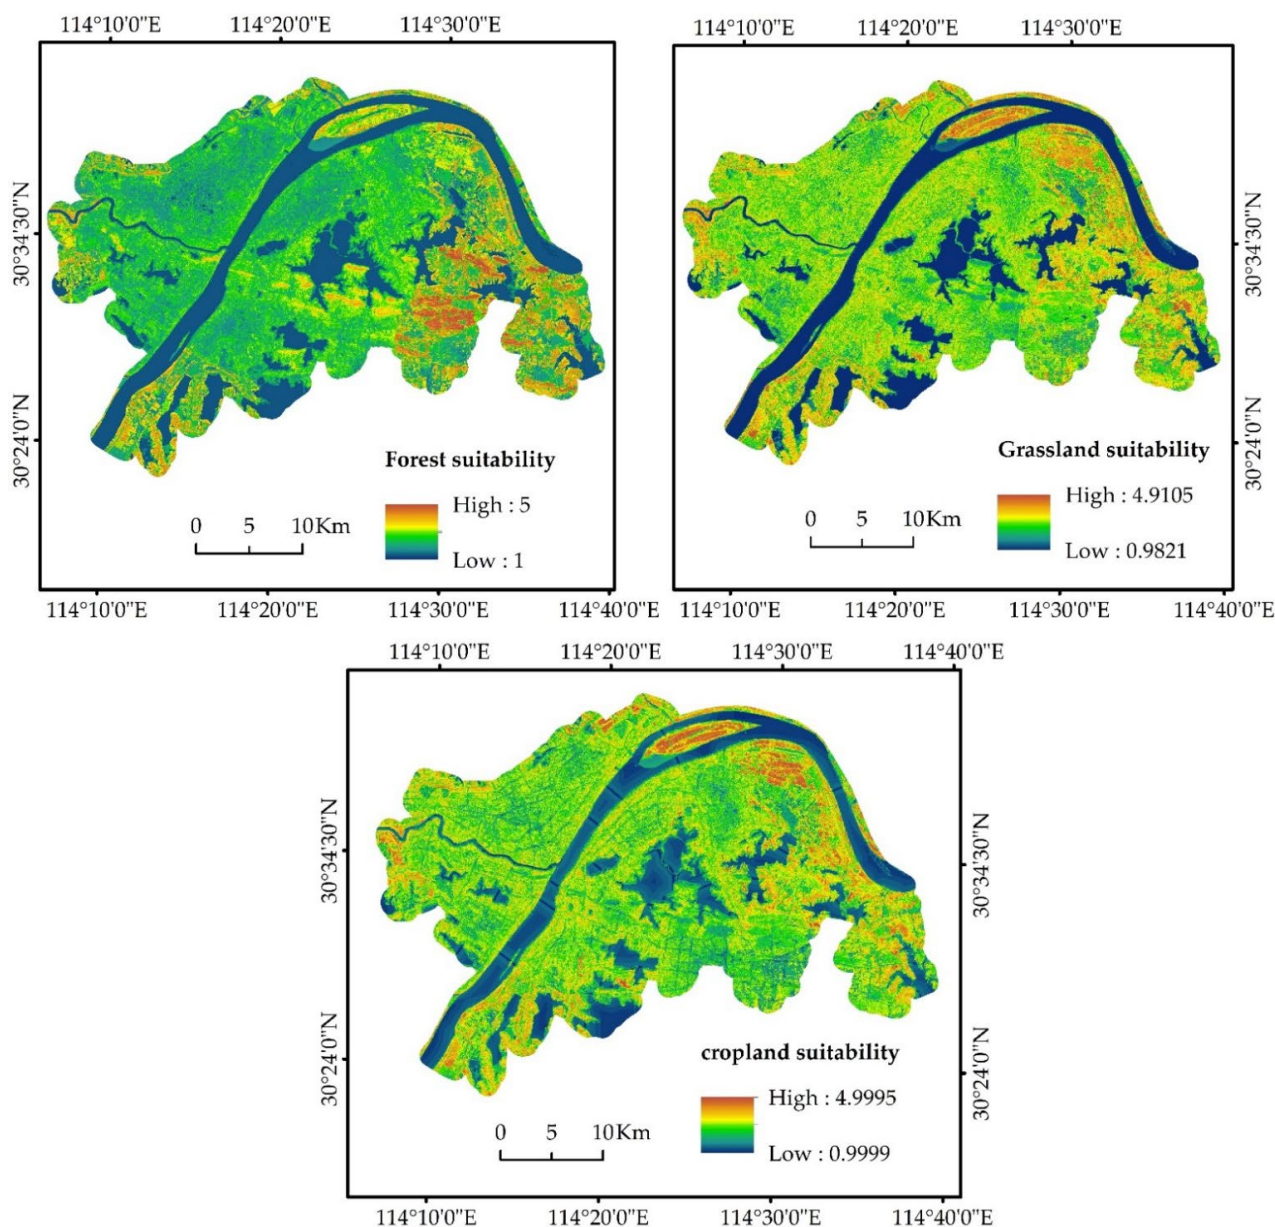 114°10'0"E 114°20'0"E 114°30'0"E
30°34'30"N
30°24'0"N
Forest suitability
High : 5
Low : 1
0 5 10Km
114°10'0"E 114°20'0"E 114°30'0"E 114°40'0"E
114°10'0"E 114°20'0"E 114°30'0"E
30°34'30"N
30°24'0"N
Grassland suitability
High : 4.9105
Low : 0.9821
0 5 10Km
114°10'0"E 114°20'0"E 114°30'0"E 114°40'0"E
114°10'0"E 114°20'0"E 114°30'0"E 114°40'0"E
30°34'30"N 30°34'30"N
30°24'0"N 30°24'0"N
cropland suitability
High : 4.9995
Low : 0.9999
0 5 10Km
114°10'0"E 114°20'0"E 114°30'0"E 114°40'0"E